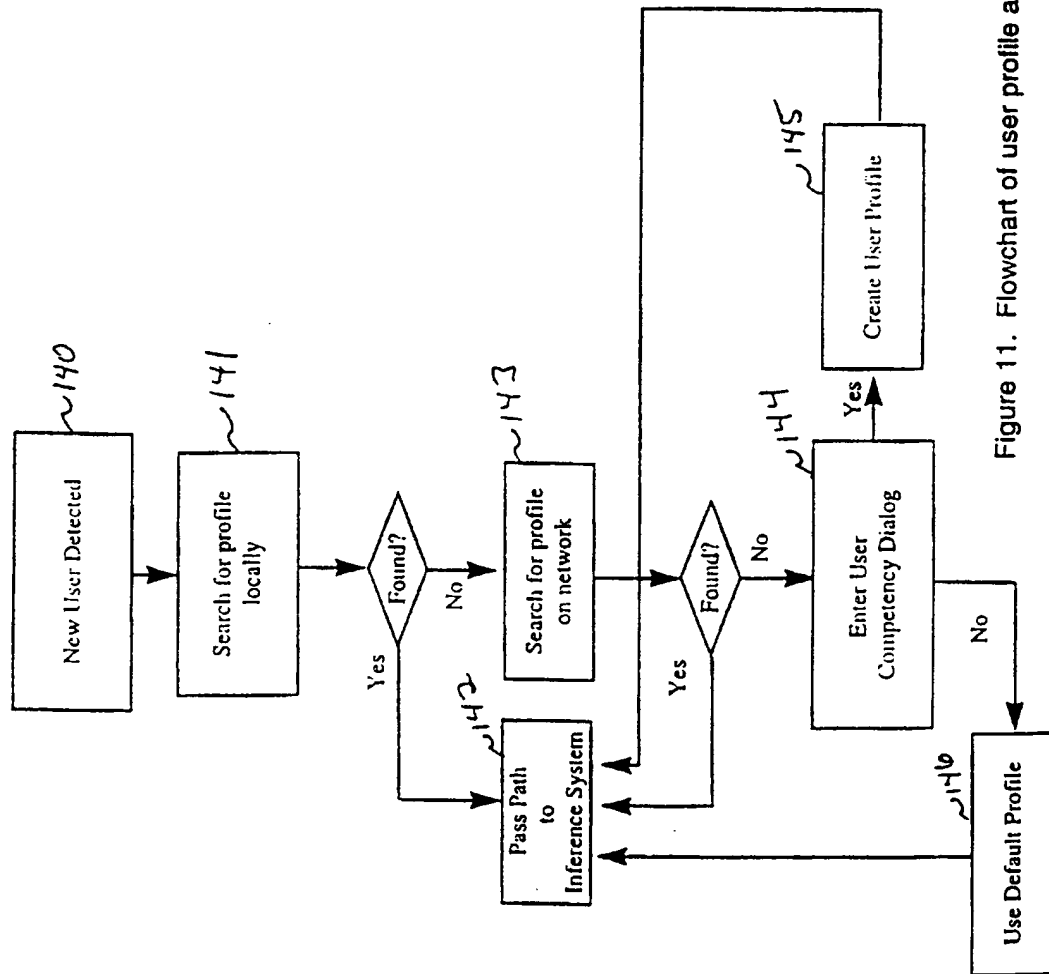 140
New User Detected
141
Search for profile
locally
Found?
Yes
No
143
Search for profile
on network
142
Pass Path
to
Inference System
Found?
Yes
No
144
Enter User
Competency Dialog
Yes
145
Create User Profile
No
146
Use Default Profile
Figure 11. Flowchart of user profile a